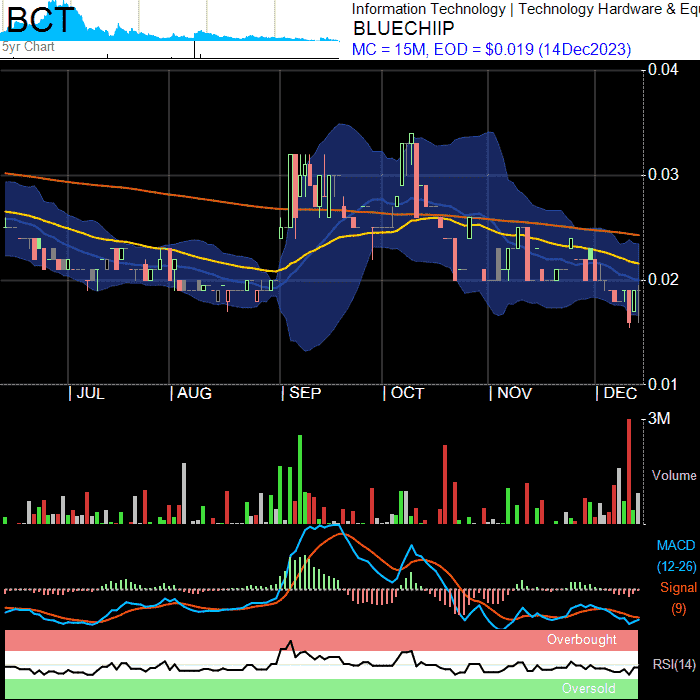 BCT
5yr Chart
Information Technology | Technology Hardware & Equ
BLUECHIIP
MC = 15M, EOD = $0.019 (14Dec2023)
0.04
0.03
0.02
0.01
| JUL | AUG | SEP | OCT | NOV | DEC
3M
Volume
MACD
(12-26)
Signal
(9)
Overbought
RSI(14)
Oversold